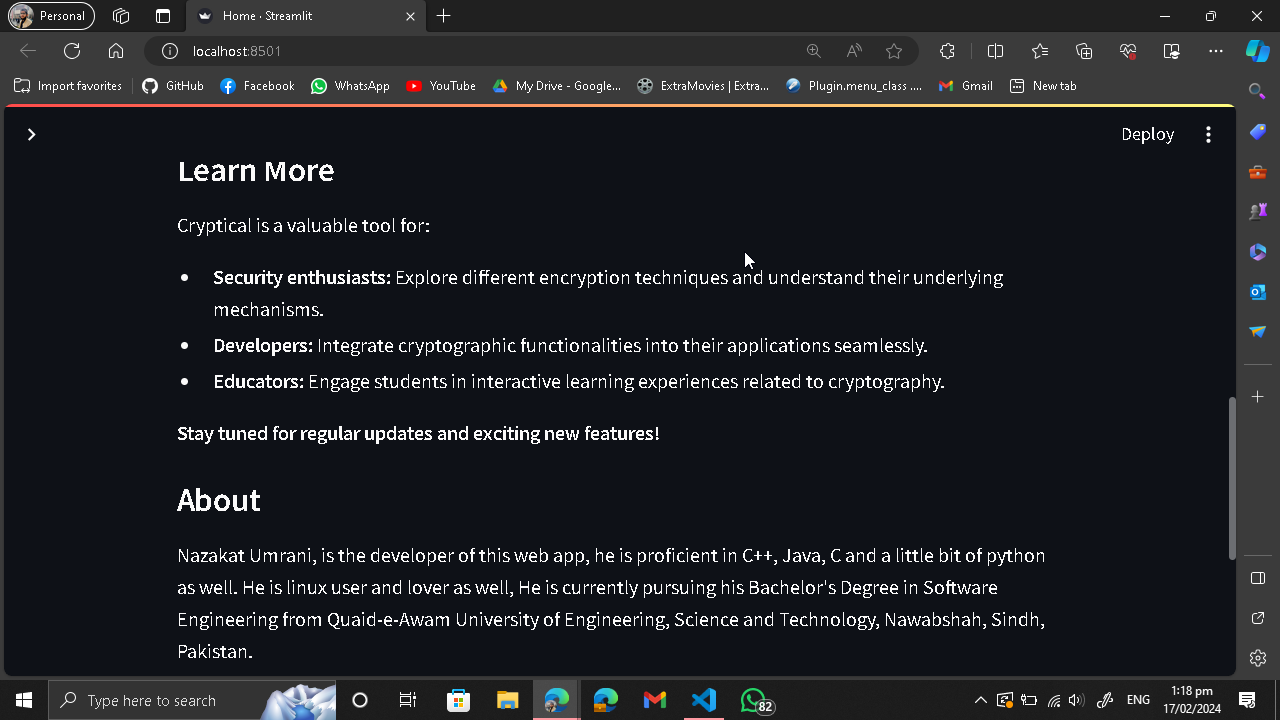 Personal
Home · Streamlit
localhost:8501
Import favorites
GitHub
Facebook
WhatsApp
YouTube
My Drive - Google...
ExtraMovies | Extra...
Plugin.menu_class ....
Gmail
New tab
Deploy
Learn More
Cryptical is a valuable tool for:
Security enthusiasts: Explore different encryption techniques and understand their underlying
mechanisms.
Developers: Integrate cryptographic functionalities into their applications seamlessly.
Educators: Engage students in interactive learning experiences related to cryptography.
Stay tuned for regular updates and exciting new features!
About
Nazakat Umrani, is the developer of this web app, he is proficient in C++, Java, C and a little bit of python
as well. He is linux user and lover as well, He is currently pursuing his Bachelor's Degree in Software
Engineering from Quaid-e-Awam University of Engineering, Science and Technology, Nawabshah, Sindh,
Pakistan.
Type here to search
82
ENG
1:18 pm
17/02/2024